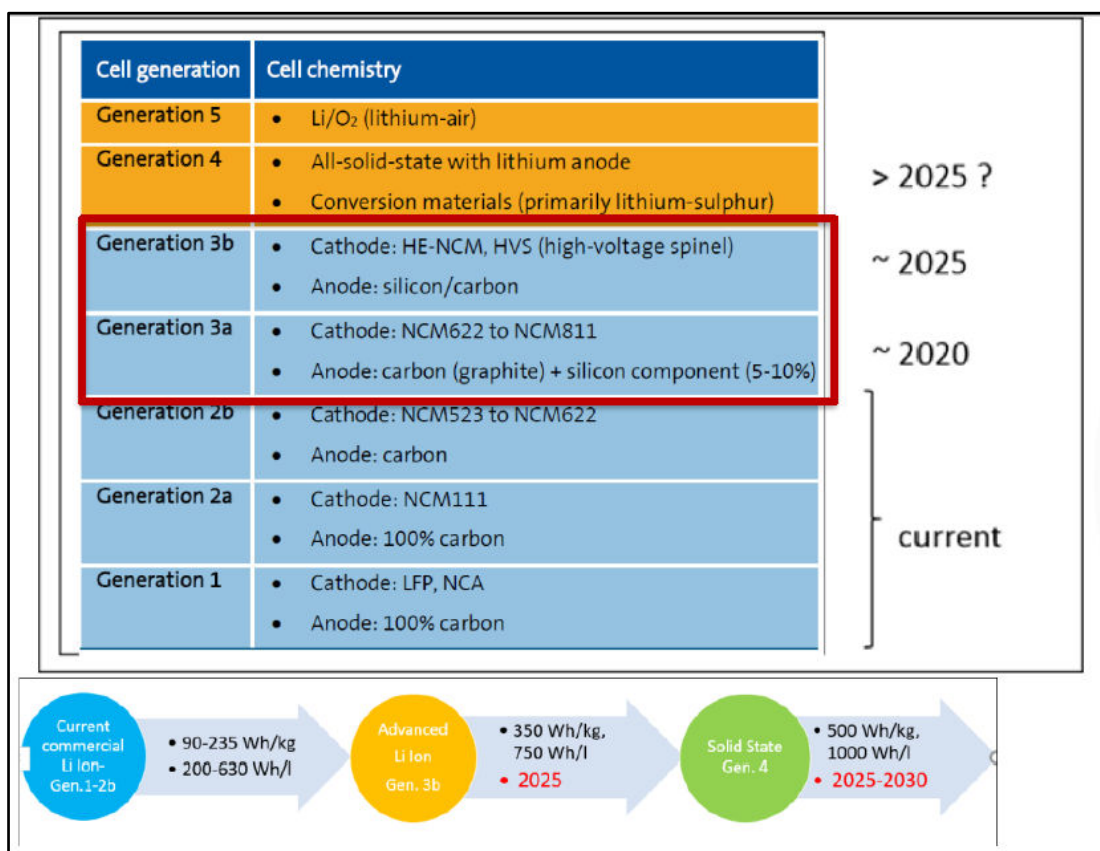 Cell generation Cell chemistry
Generation 5 • Li/O₂ (lithium-air)
Generation 4 • All-solid-state with lithium anode
• Conversion materials (primarily lithium-sulphur)
> 2025 ?
Generation 3b • Cathode: HE-NCM, HVS (high-voltage spinel)
• Anode: silicon/carbon
~ 2025
Generation 3a • Cathode: NCM622 to NCM811
• Anode: carbon (graphite) + silicon component (5-10%)
~ 2020
Generation 2b • Cathode: NCM523 to NCM622
• Anode: carbon
Generation 2a • Cathode: NCM111
• Anode: 100% carbon
current
Generation 1 • Cathode: LFP, NCA
• Anode: 100% carbon
Current
commercial
Li Ion-
Gen.1-2b
• 90-235 Wh/kg
• 200-630 Wh/l
Advanced
Li Ion
Gen. 3b
• 350 Wh/kg,
750 Wh/l
• 2025
Solid State
Gen. 4
• 500 Wh/kg,
1000 Wh/l
• 2025-2030